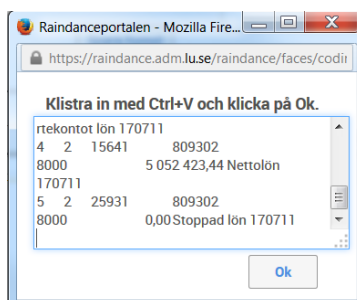 Raindanceportalen - Mozilla Fire...
https://raindance.adm.lu.se/raindance/faces/codin
Klistra in med Ctrl+V och klicka på Ok.
rtekontot lön 170711
4 2 15641 809302
8000 5 052 423,44 Nettolön
170711
5 2 25931 809302
8000 0,00 Stoppad lön 170711
Ok